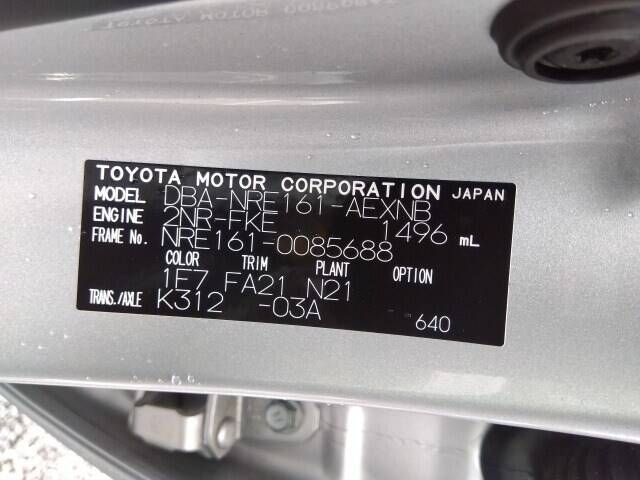 TOYOTA MOTOR CORPORATION JAPAN
MODEL DBA-NRE161-AEXNB
ENGINE 2NR-FKE 1496 mL
FRAME No. NRE161-0085688
COLOR TRIM PLANT OPTION
1F7 FA21 N21
TRANS./AXLE K312 -03A
640